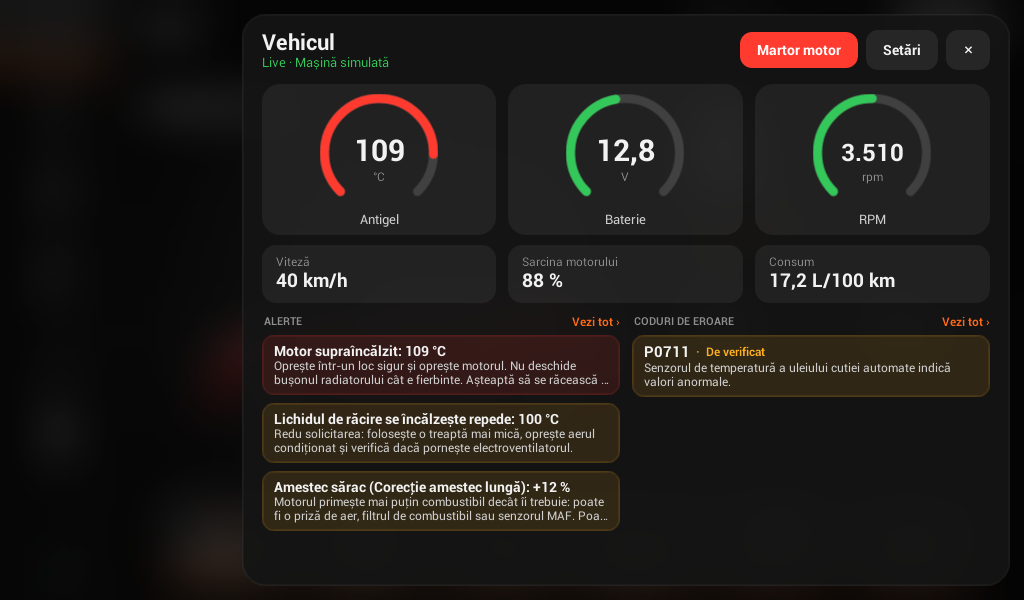 Vehicul
Live · Mașină simulată
Martor motor
Setări
×
109
°C
Antigel
12,8
V
Baterie
3.510
rpm
RPM
Viteză
40 km/h
Sarcina motorului
88 %
Consum
17,2 L/100 km
ALERTE
Vezi tot ›
Motor supraîncălzit: 109 °C
Oprește într-un loc sigur și oprește motorul. Nu deschide
bușonul radiatorului cât e fierbinte. Așteaptă să se răcească …
Lichidul de răcire se încălzește repede: 100 °C
Redu solicitarea: folosește o treaptă mai mică, oprește aerul
condiționat și verifică dacă pornește electroventilatorul.
Amestec sărac (Corecție amestec lungă): +12 %
Motorul primește mai puțin combustibil decât îi trebuie: poate
fi o priză de aer, filtrul de combustibil sau senzorul MAF. Poa…
CODURI DE EROARE
Vezi tot ›
P0711 · De verificat
Senzorul de temperatură a uleiului cutiei automate indică
valori anormale.